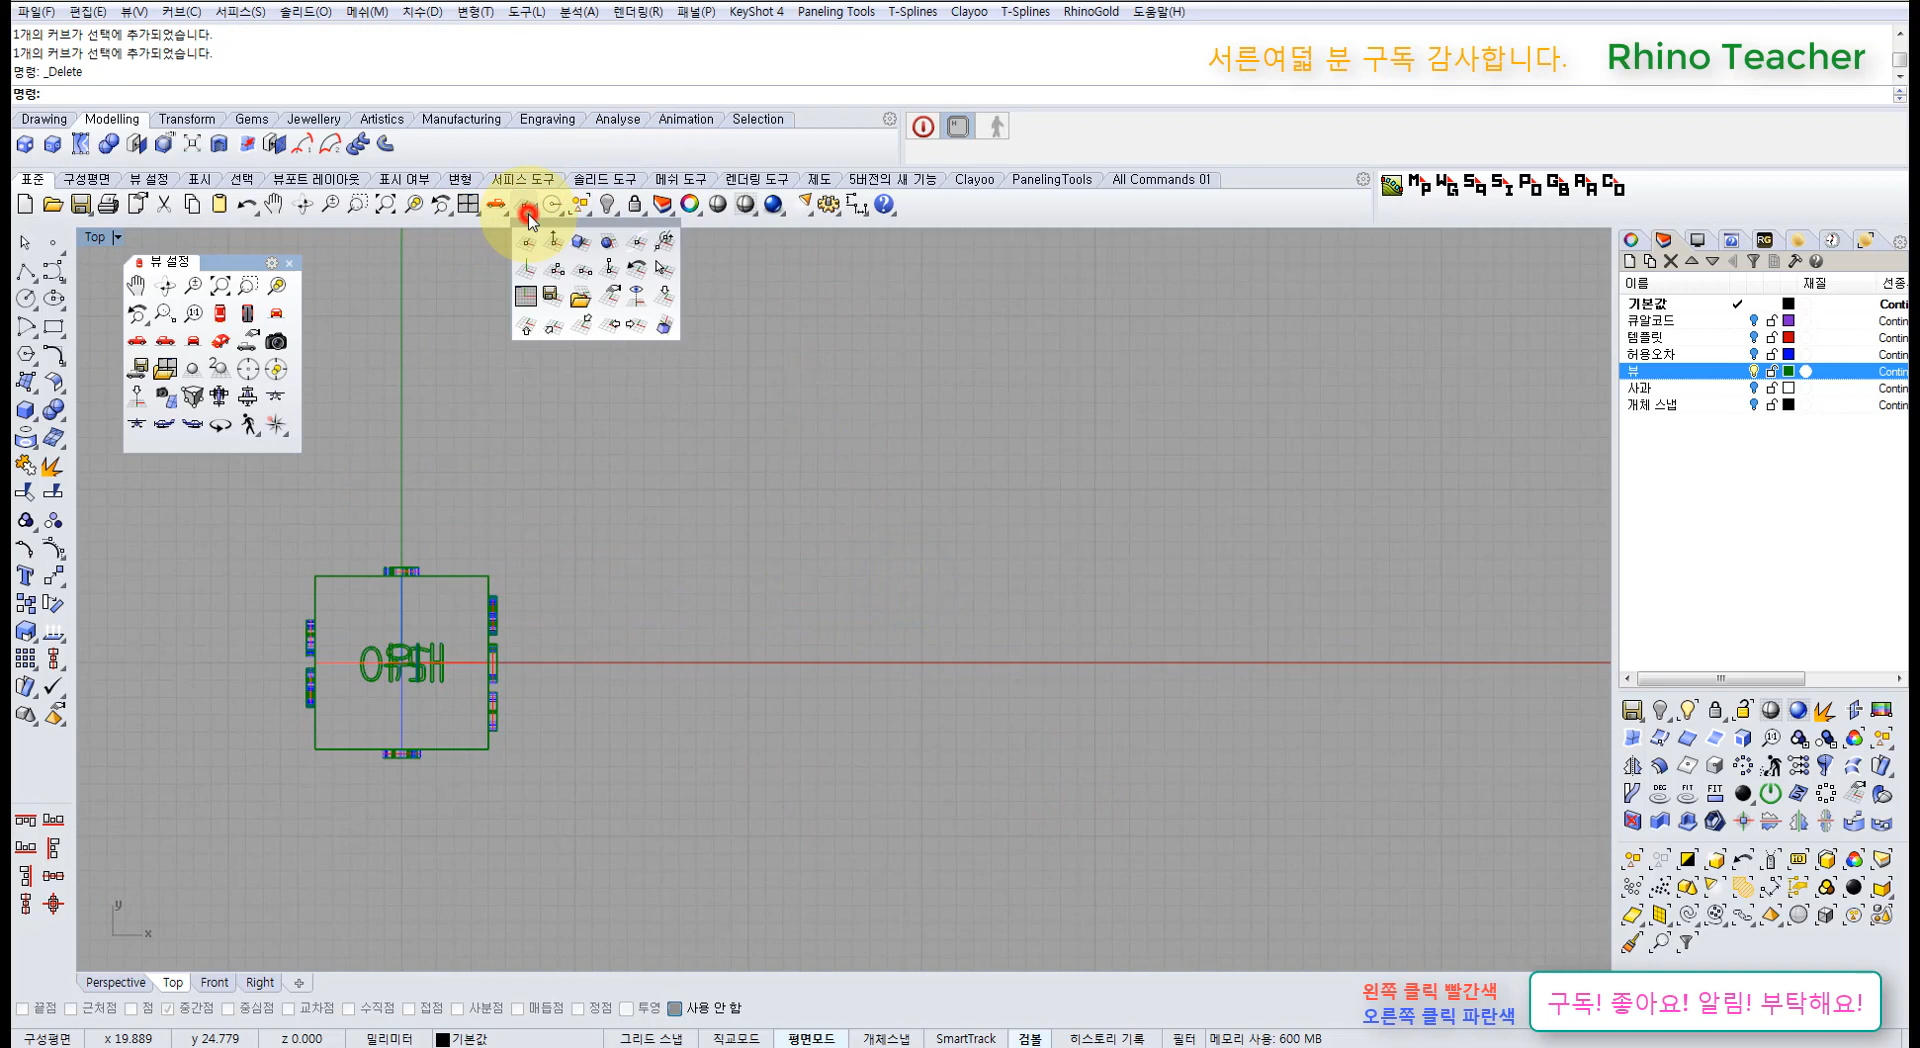 파일(F) 편집(E) 뷰(V) 커브(C) 서피스(S) 솔리드(O) 메쉬(M) 치수(D) 변형(T) 도구(L) 분석(A) 렌더링(R) 패널(P) KeyShot 4 Paneling Tools T-Splines Clayoo T-Splines RhinoGold 도움말(H)
1개의 커브가 선택에 추가되었습니다.
1개의 커브가 선택에 추가되었습니다.
명령: _Delete
명령:
서른여덟 분 구독 감사합니다. Rhino Teacher
Drawing Modelling Transform Gems Jewellery Artistics Manufacturing Engraving Analyse Animation Selection
표준 구성평면 뷰 설정 표시 선택 뷰포트 레이아웃 표시 여부 변형 서피스 도구 솔리드 도구 메쉬 도구 렌더링 도구 제도 5버전의 새 기능 Clayoo PanelingTools All Commands 01
Top
뷰 설정
이름 재질 선종
기본값 Conti
큐알코드 Contin
템플릿 Contin
허용오차 Contin
뷰 Contin
사과 Contin
개체 스냅 Contin
y
x
Perspective Top Front Right
끝점 근처점 점 중간점 중심점 교차점 수직점 접점 사분점 매듭점 정점 투영 사용 안 함
왼쪽 클릭 빨간색
오른쪽 클릭 파란색
구독! 좋아요! 알림! 부탁해요!
구성평면 x 19.889 y 24.779 z 0.000 밀리미터 기본값 그리드 스냅 직교모드 평면모드 개체스냅 SmartTrack 검볼 히스토리 기록 필터 메모리 사용: 600 MB